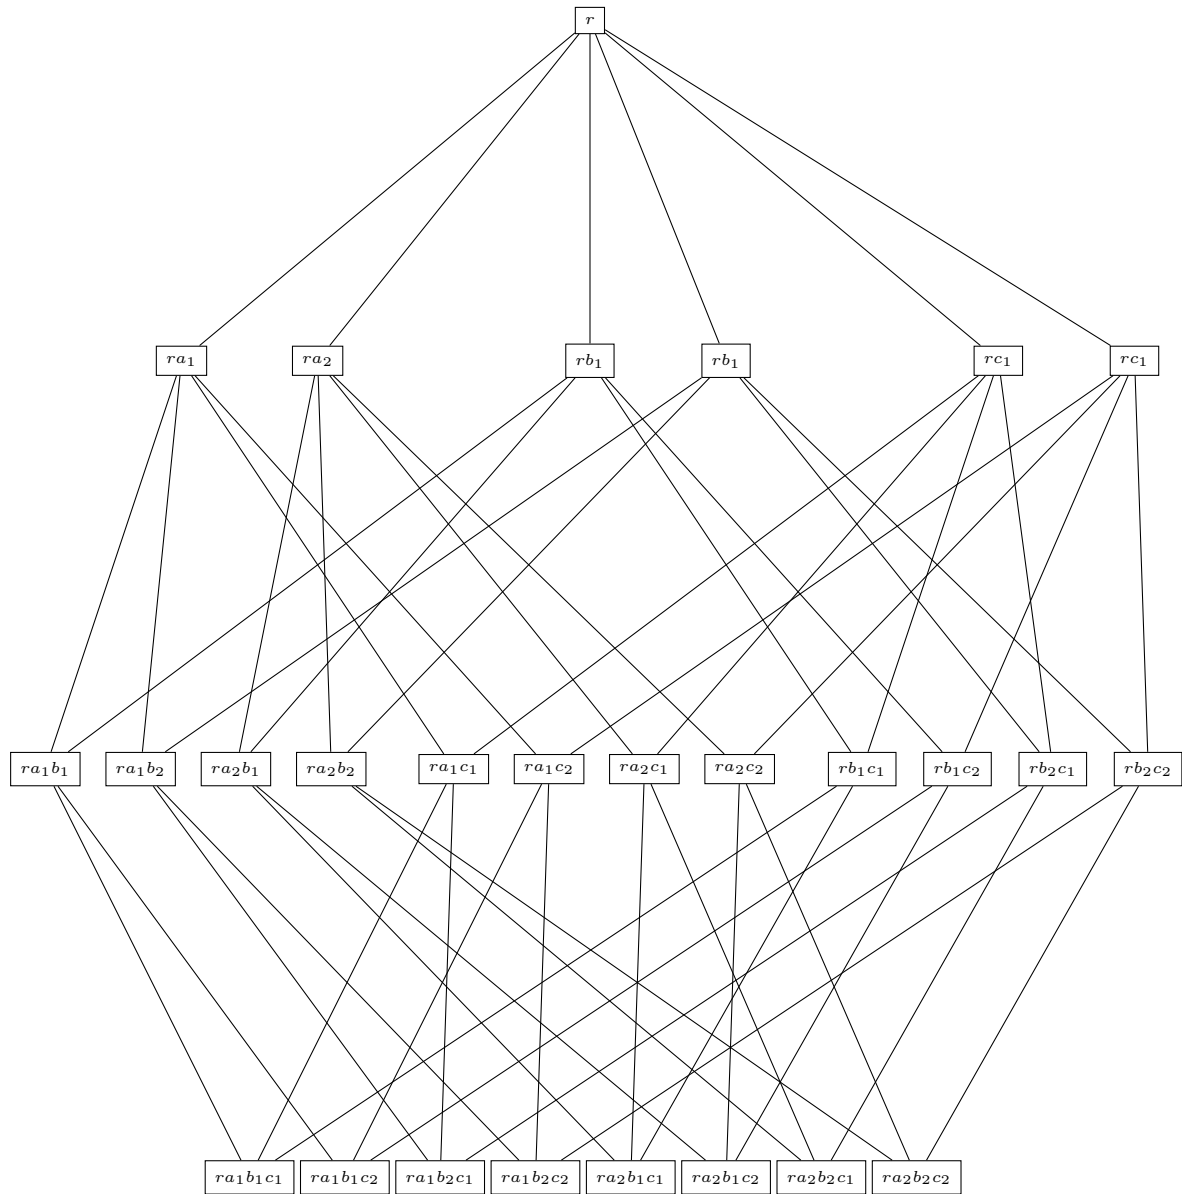 r
ra₁ ra₂ rb₁ rb₁ rc₁ rc₁
ra₁b₁ ra₁b₂ ra₂b₁ ra₂b₂ ra₁c₁ ra₁c₂ ra₂c₁ ra₂c₂ rb₁c₁ rb₁c₂ rb₂c₁ rb₂c₂
ra₁b₁c₁ ra₁b₁c₂ ra₁b₂c₁ ra₁b₂c₂ ra₂b₁c₁ ra₂b₁c₂ ra₂b₂c₁ ra₂b₂c₂